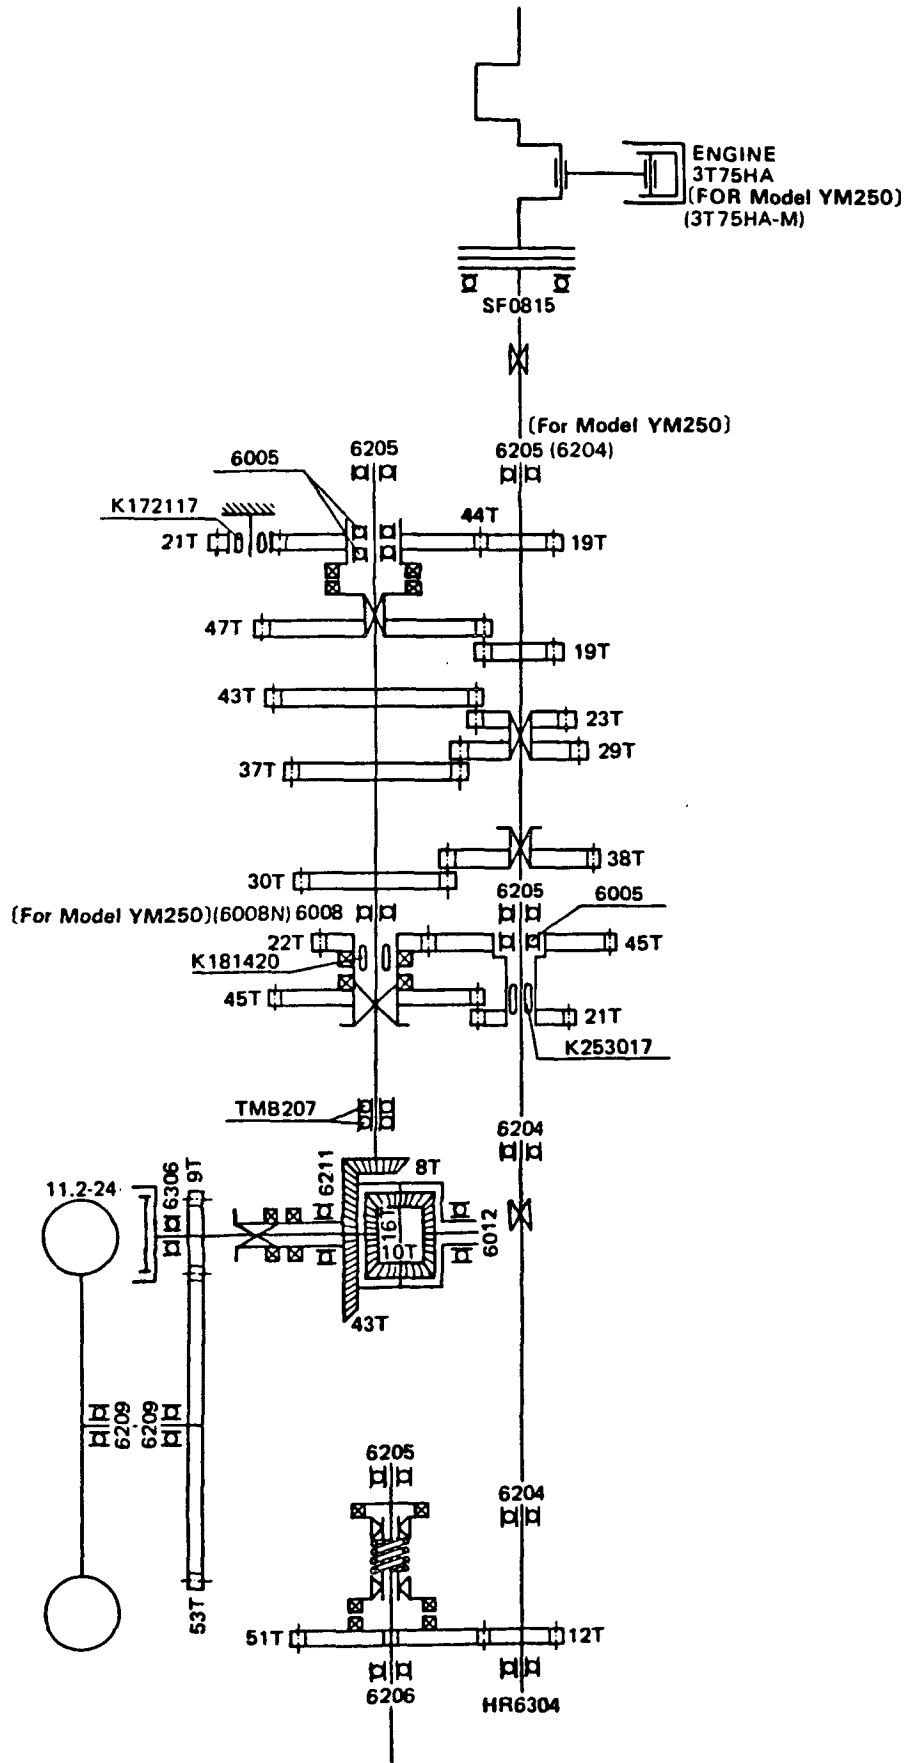 ENGINE
3T75HA
[FOR Model YM250]
(3T75HA-M)
SF0815
[For Model YM250]
6205 (6204)
6205
6005
K172117
21T
44T
19T
47T
19T
43T
23T
29T
37T
38T
30T
6205
6005
[For Model YM250](6008N) 6008
22T
45T
K181420
45T
21T
K253017
TMB207
6204
8T
6211
9T
6306
11.2-24
16T
10T
6012
43T
6209
6209
6205
6204
53T
51T
12T
6206
HR6304